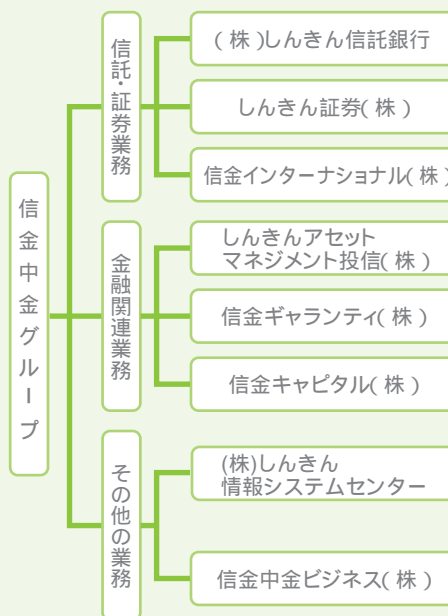 信金中金グループ
信託・証券業務
(株)しんきん信託銀行
しんきん証券(株)
信金インターナショナル(株)
金融関連業務
しんきんアセット
マネジメント投信(株)
信金ギャランティ(株)
信金キャピタル(株)
その他の業務
(株)しんきん
情報システムセンター
信金中金ビジネス(株)